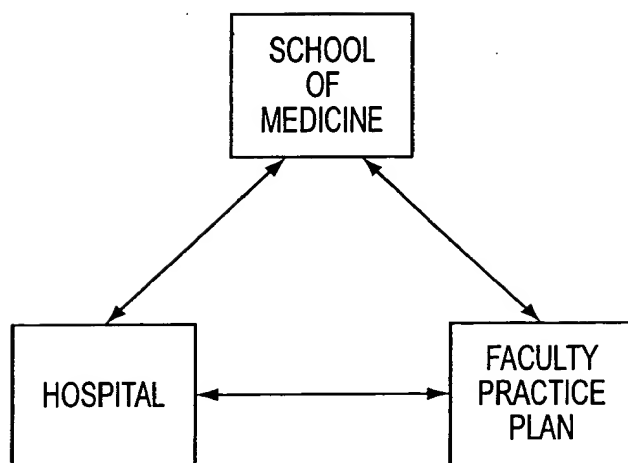 SCHOOL
OF
MEDICINE
HOSPITAL
FACULTY
PRACTICE
PLAN